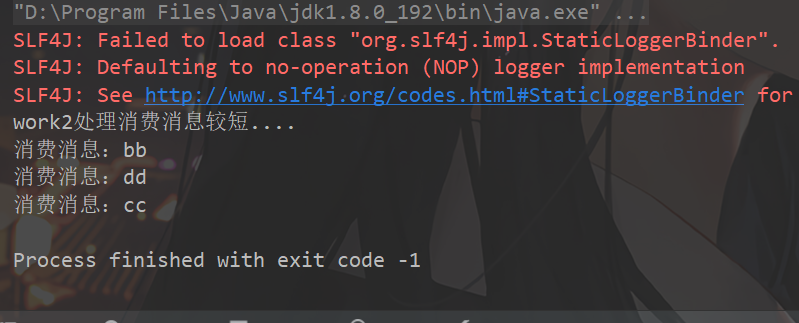 "D:\Program Files\Java\jdk1.8.0_192\bin\java.exe" ...
SLF4J: Failed to load class "org.slf4j.impl.StaticLoggerBinder".
SLF4J: Defaulting to no-operation (NOP) logger implementation
SLF4J: See http://www.slf4j.org/codes.html#StaticLoggerBinder for
work2处理消费消息较短....
消费消息：bb
消费消息：dd
消费消息：cc
Process finished with exit code -1